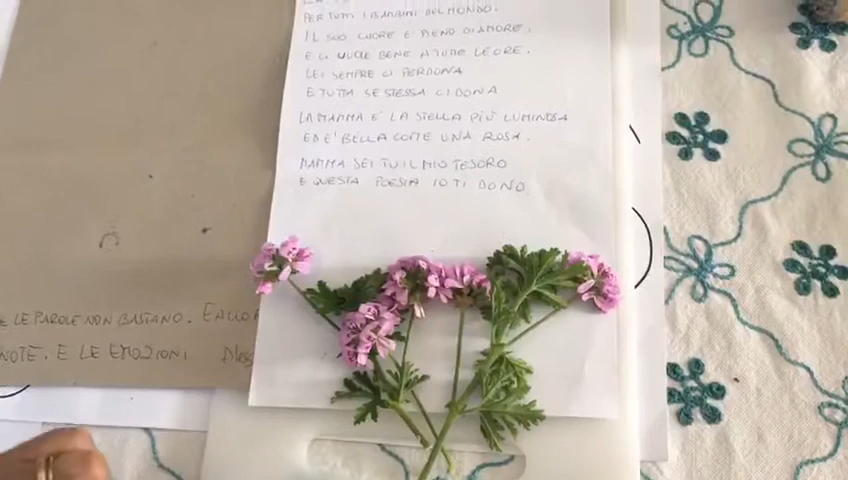 PER TUTTI I BAMBINI DEL MONDO.
IL SUO CUORE E' PIENO DI AMORE.
E CI VUOLE BENE A TUTTE LE ORE.
LEI SEMPRE CI PERDONA
E TUTTA SE STESSA CI DONA
LA MAMMA E' LA STELLA PIÙ LUMINOSA
ED E' BELLA COME UNA ROSA.
MAMMA SEI TU IL MIO TESORO
E QUESTA POESIA IO TI DONO.
E LE PAROLE NON BASTANO. E ALLO
NOTE. E LE EMOZIONI